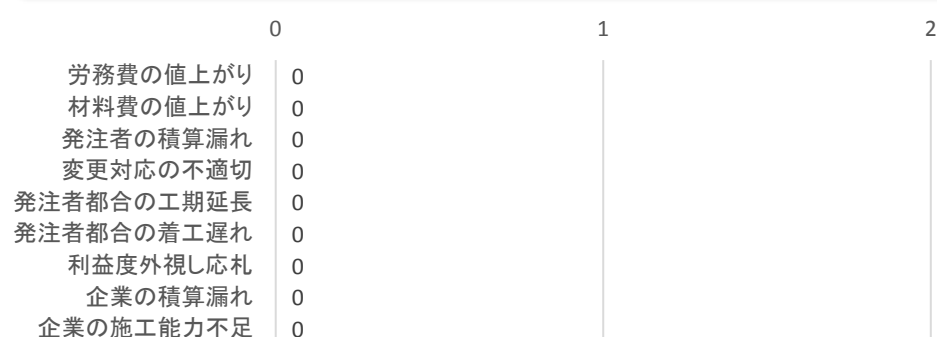 0 1 2
労務費の値上がり 0
材料費の値上がり 0
発注者の積算漏れ 0
変更対応の不適切 0
発注者都合の工期延長 0
発注者都合の着工遅れ 0
利益度外視し応札 0
企業の積算漏れ 0
企業の施工能力不足 0